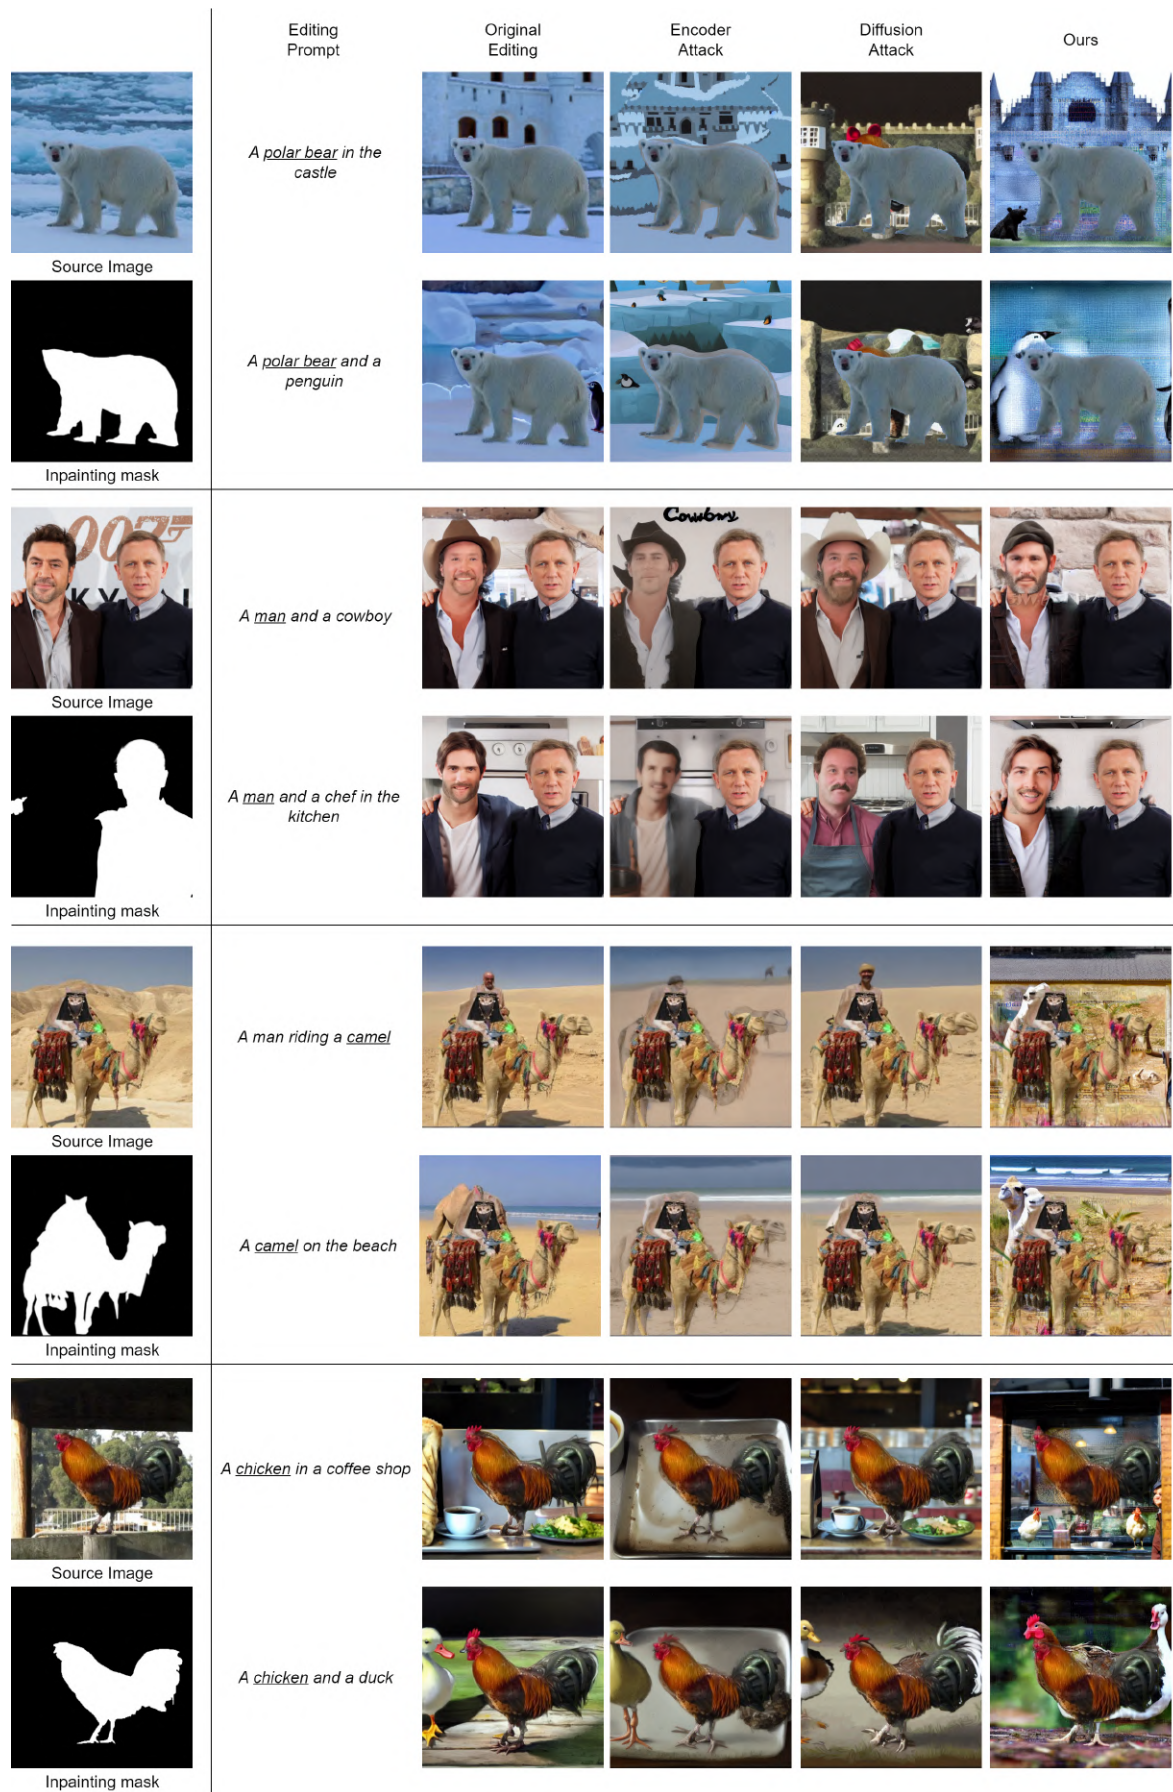 Editing
Prompt
Original
Editing
Encoder
Attack
Diffusion
Attack
Ours
A polar bear in the
castle
Source Image
A polar bear and a
penguin
Inpainting mask
007
KY
Cowbmy
A man and a cowboy
Source Image
A man and a chef in the
kitchen
Inpainting mask
A man riding a camel
Source Image
A camel on the beach
Inpainting mask
A chicken in a coffee shop
Source Image
A chicken and a duck
Inpainting mask